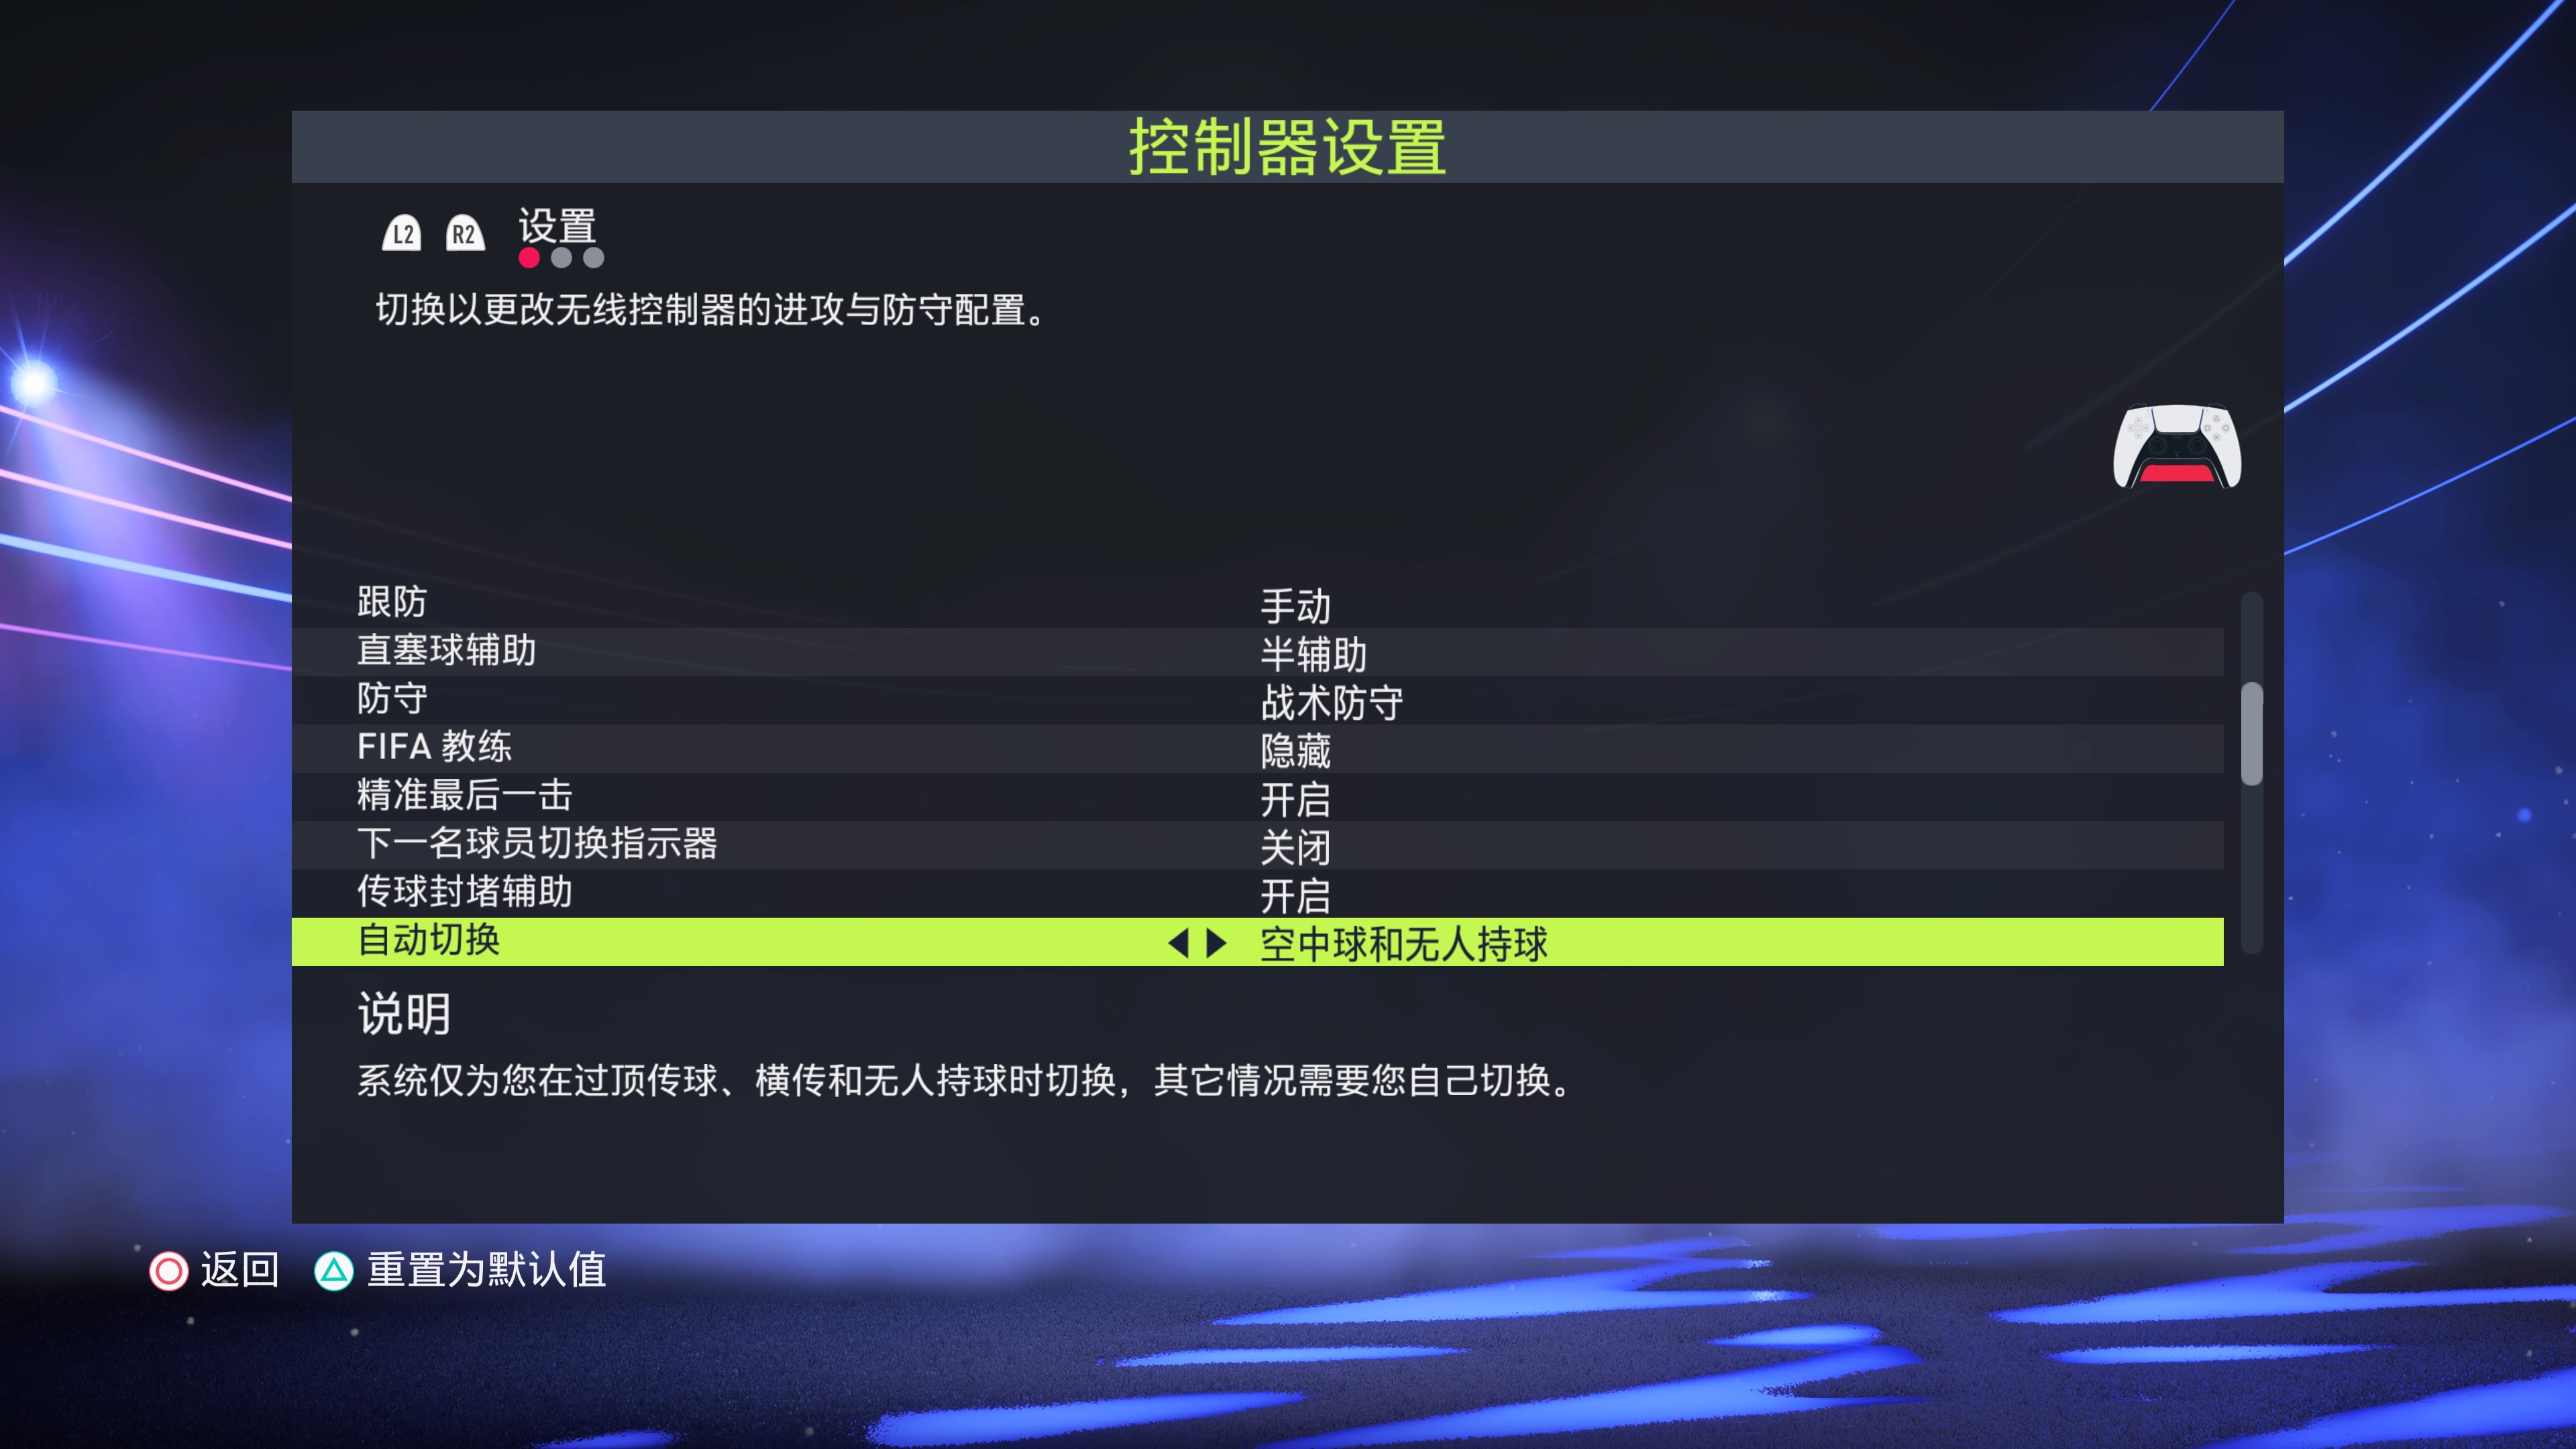 控制器设置
L2 R2 设置
切换以更改无线控制器的进攻与防守配置。
跟防 手动
直塞球辅助 半辅助
防守 战术防守
FIFA 教练 隐藏
精准最后一击 开启
下一名球员切换指示器 关闭
传球封堵辅助 开启
自动切换 空中球和无人持球
说明
系统仅为您在过顶传球、横传和无人持球时切换，其它情况需要您自己切换。
返回 重置为默认值